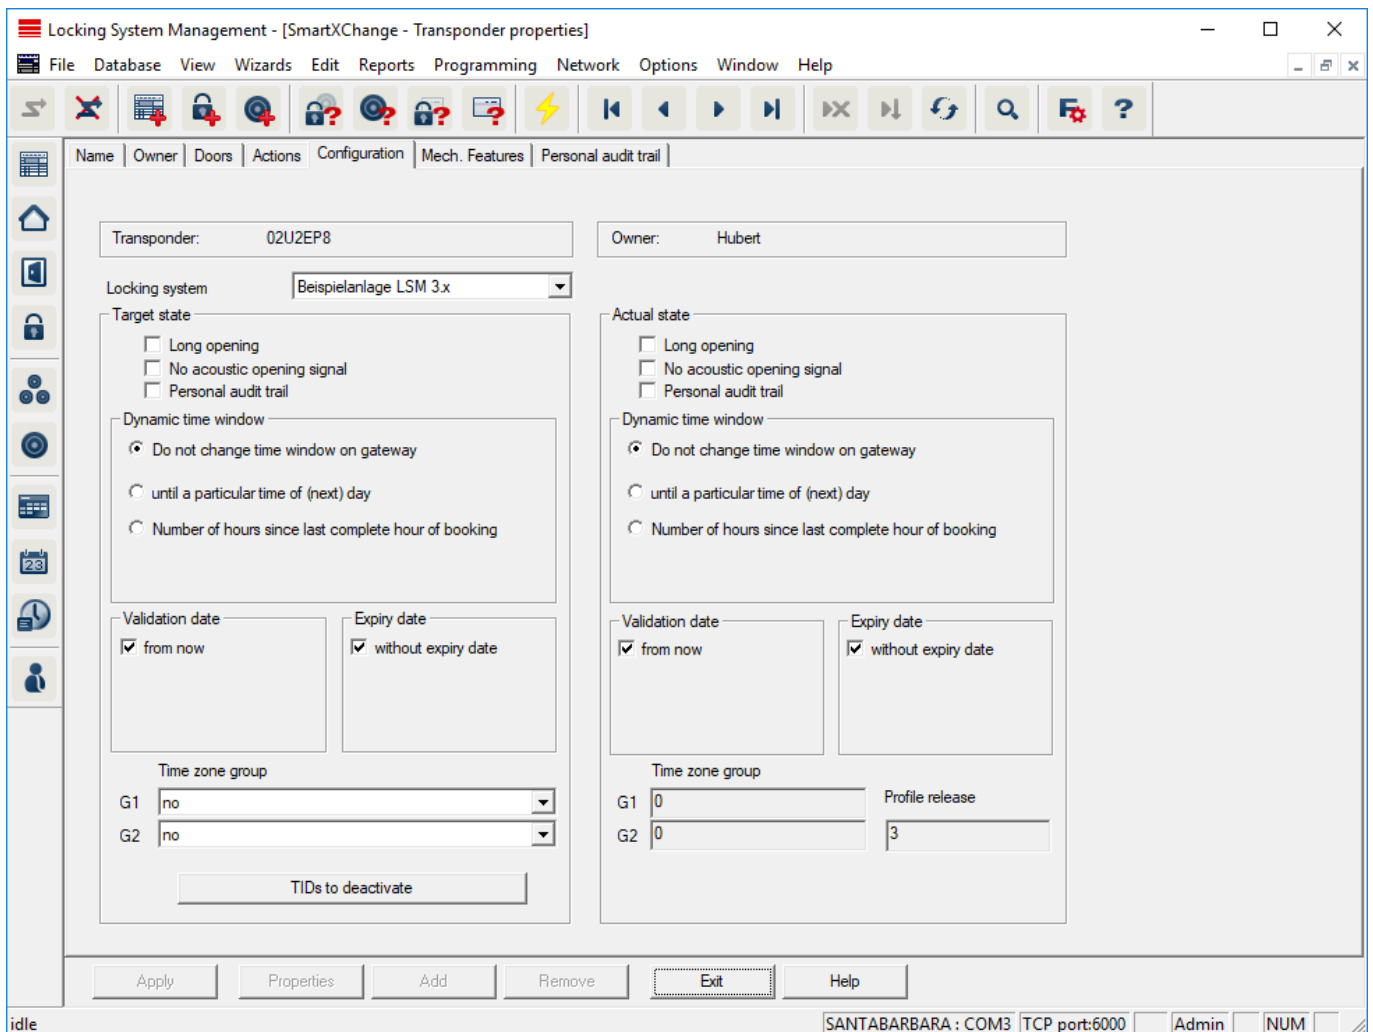 Locking System Management - [SmartXChange - Transponder properties]
File Database View Wizards Edit Reports Programming Network Options Window Help
Name Owner Doors Actions Configuration Mech. Features Personal audit trail
Transponder: 02U2EP8 Owner: Hubert
Locking system Beispielanlage LSM 3.x
Target state
Long opening
No acoustic opening signal
Personal audit trail
Dynamic time window
Do not change time window on gateway
until a particular time of (next) day
Number of hours since last complete hour of booking
Validation date Expiry date
from now without expiry date
Time zone group
G1 no
G2 no
TIDs to deactivate
Actual state
Long opening
No acoustic opening signal
Personal audit trail
Dynamic time window
Do not change time window on gateway
until a particular time of (next) day
Number of hours since last complete hour of booking
Validation date Expiry date
from now without expiry date
Time zone group
Profile release
G1 0
G2 0 3
Apply Properties Add Remove Exit Help
idle SANTABARBARA : COM3 TCP port:6000 Admin NUM
23